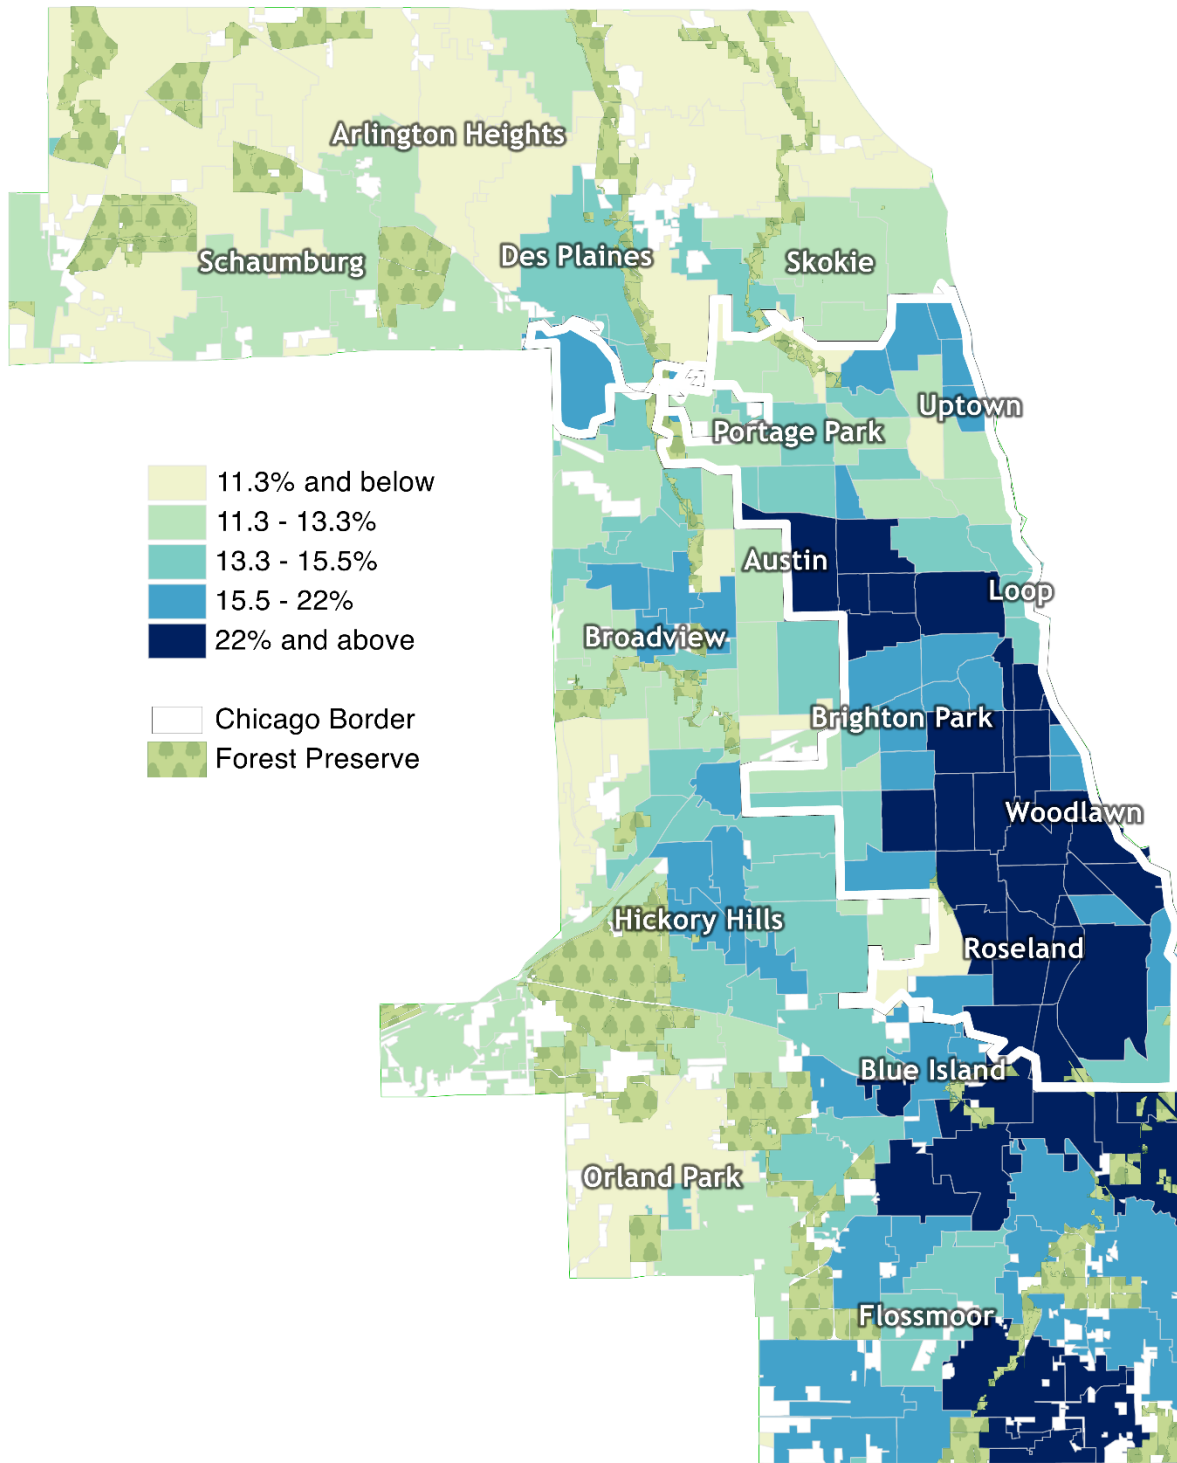 Arlington Heights
Schaumburg
Des Plaines
Skokie
Uptown
Portage Park
11.3% and below
11.3 - 13.3%
13.3 - 15.5%
15.5 - 22%
22% and above
Chicago Border
Forest Preserve
Austin
Loop
Broadview
Brighton Park
Woodlawn
Hickory Hills
Roseland
Blue Island
Orland Park
Flossmoor